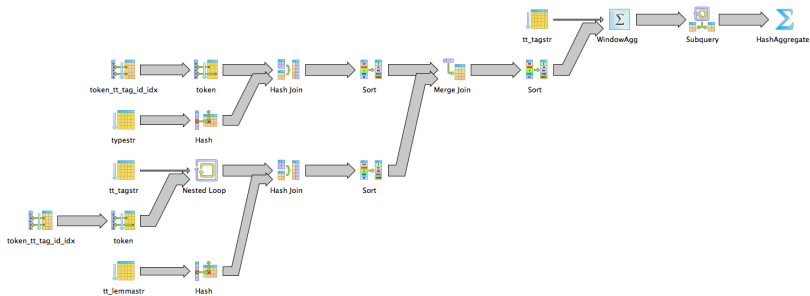 tt_tagstr
WindowAgg
Subquery
HashAggregate
token_tt_tag_id_idx
token
Hash Join
Sort
Merge Join
Sort
typestr
Hash
tt_tagstr
Nested Loop
Hash Join
Sort
token_tt_tag_id_idx
token
tt_lemmastr
Hash